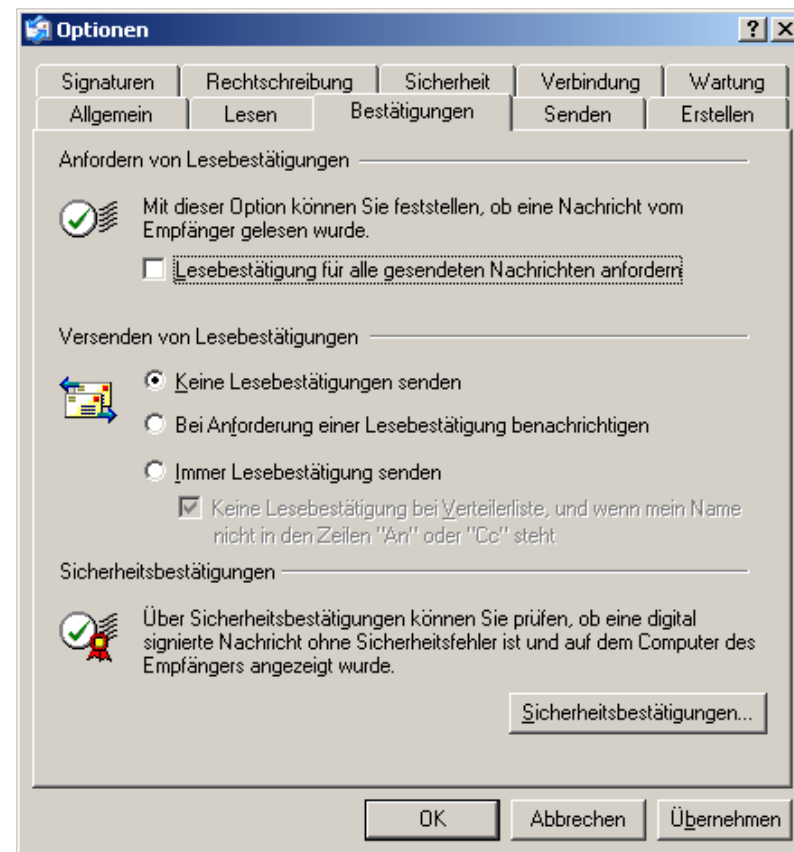 Optionen
Signaturen
Rechtschreibung
Sicherheit
Verbindung
Wartung
Allgemein
Lesen
Bestätigungen
Senden
Erstellen
Anfordern von Lesebestätigungen
Mit dieser Option können Sie feststellen, ob eine Nachricht vom
Empfänger gelesen wurde.
Lesebestätigung für alle gesendeten Nachrichten anfordern
Versenden von Lesebestätigungen
Keine Lesebestätigungen senden
Bei Anforderung einer Lesebestätigung benachrichtigen
Immer Lesebestätigung senden
Keine Lesebestätigung bei Verteilerliste, und wenn mein Name
nicht in den Zeilen "An" oder "Cc" steht
Sicherheitsbestätigungen
Über Sicherheitsbestätigungen können Sie prüfen, ob eine digital
signierte Nachricht ohne Sicherheitsfehler ist und auf dem Computer des
Empfängers angezeigt wurde.
Sicherheitsbestätigungen...
OK
Abbrechen
Übernehmen